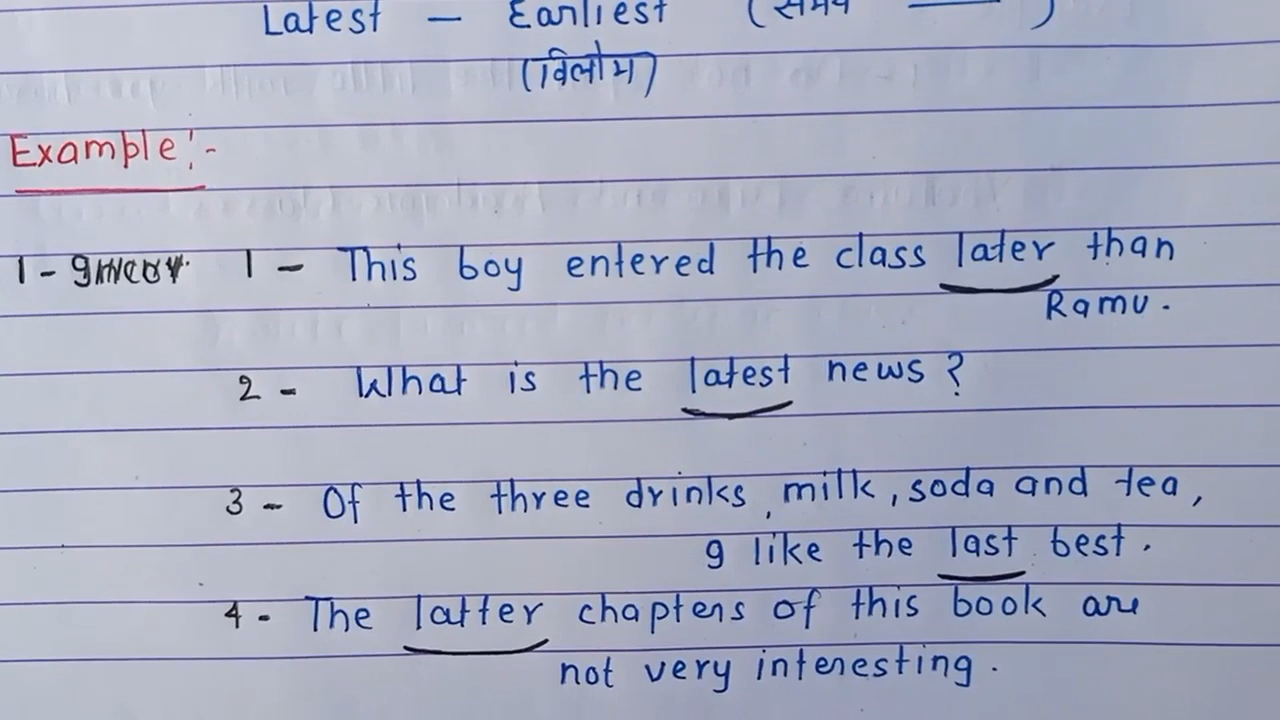 Latest – Earliest (समय )
(विलोम)
Example:-
1 - 1 – This boy entered the class later than
Ramu.
2 - What is the latest news?
3 - Of the three drinks, milk, soda and tea,
I like the last best.
4 - The latter chapters of this book are
not very interesting.